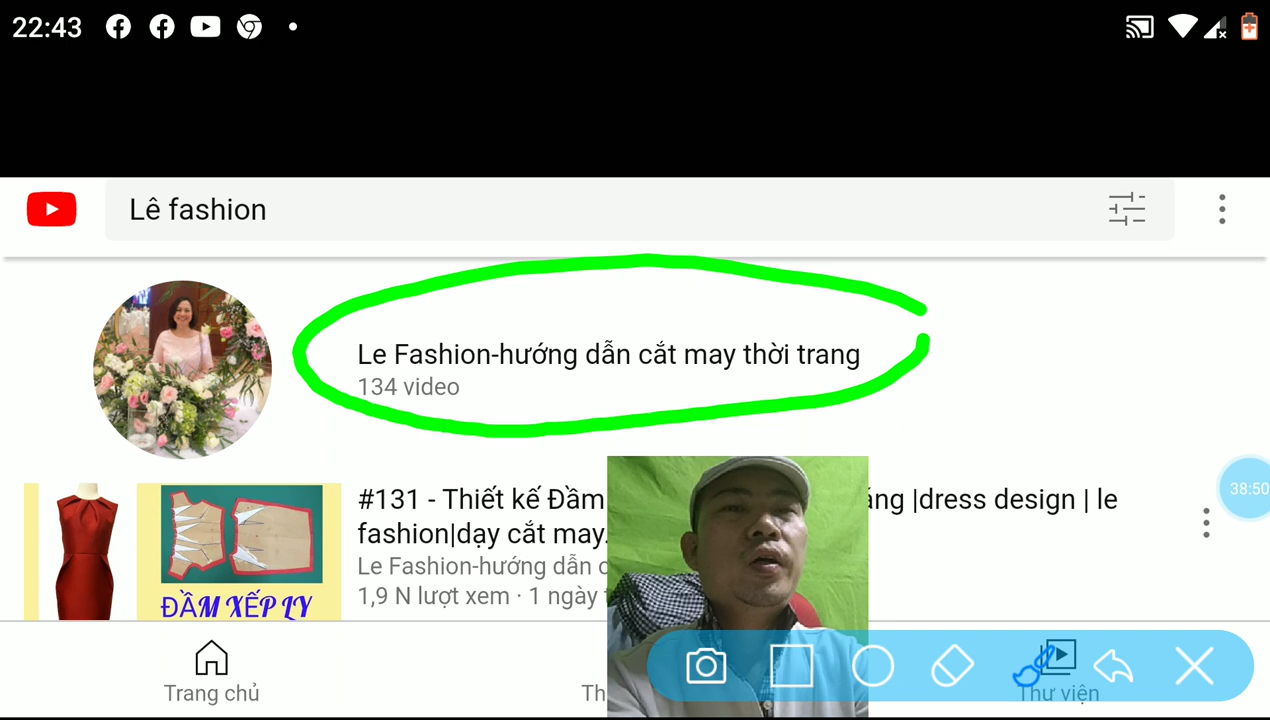 22:43
Lê fashion
Le Fashion-hướng dẫn cắt may thời trang
134 video
#131 - Thiết kế Đầm
|dress design | le
fashion|dạy cắt may.
Le Fashion-hướng dẫn
1,9 N lượt xem · 1 ngày
ĐẦM XẾP LY
38:50
Trang chủ
Thư viện